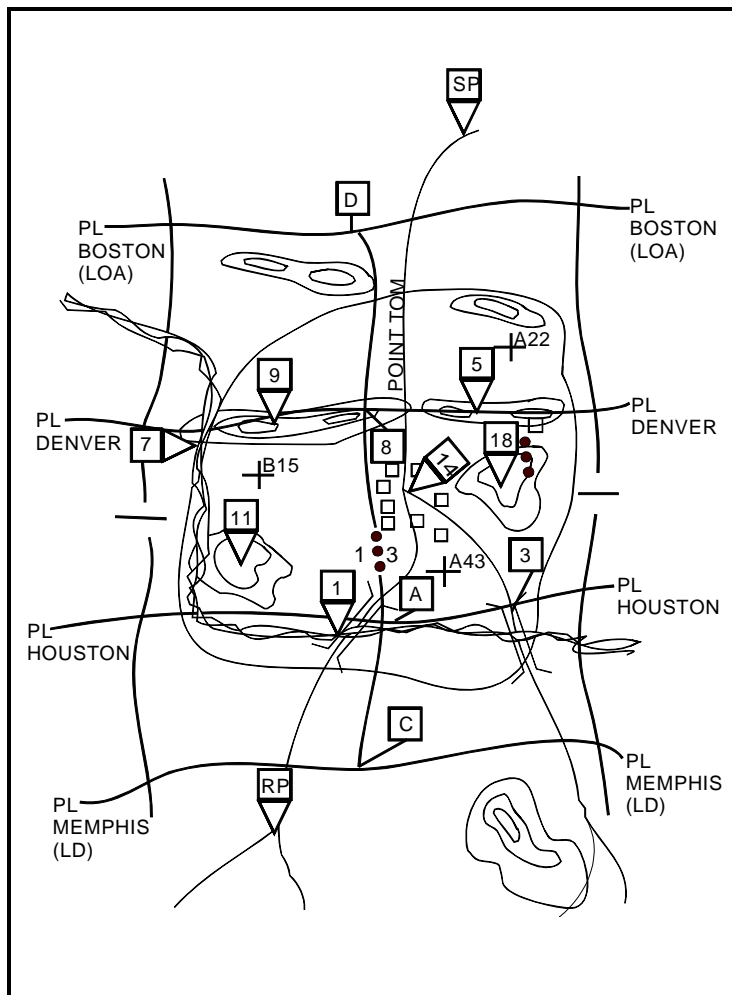 SP
D
PL
BOSTON
(LOA)
PL
BOSTON
(LOA)
POINT TOM
A22
9
5
PL
DENVER
PL
DENVER
7
8
18
14
B15
11
1 3
A43
3
1
A
PL
HOUSTON
PL
HOUSTON
C
PL
MEMPHIS
(LD)
RP
PL
MEMPHIS
(LD)